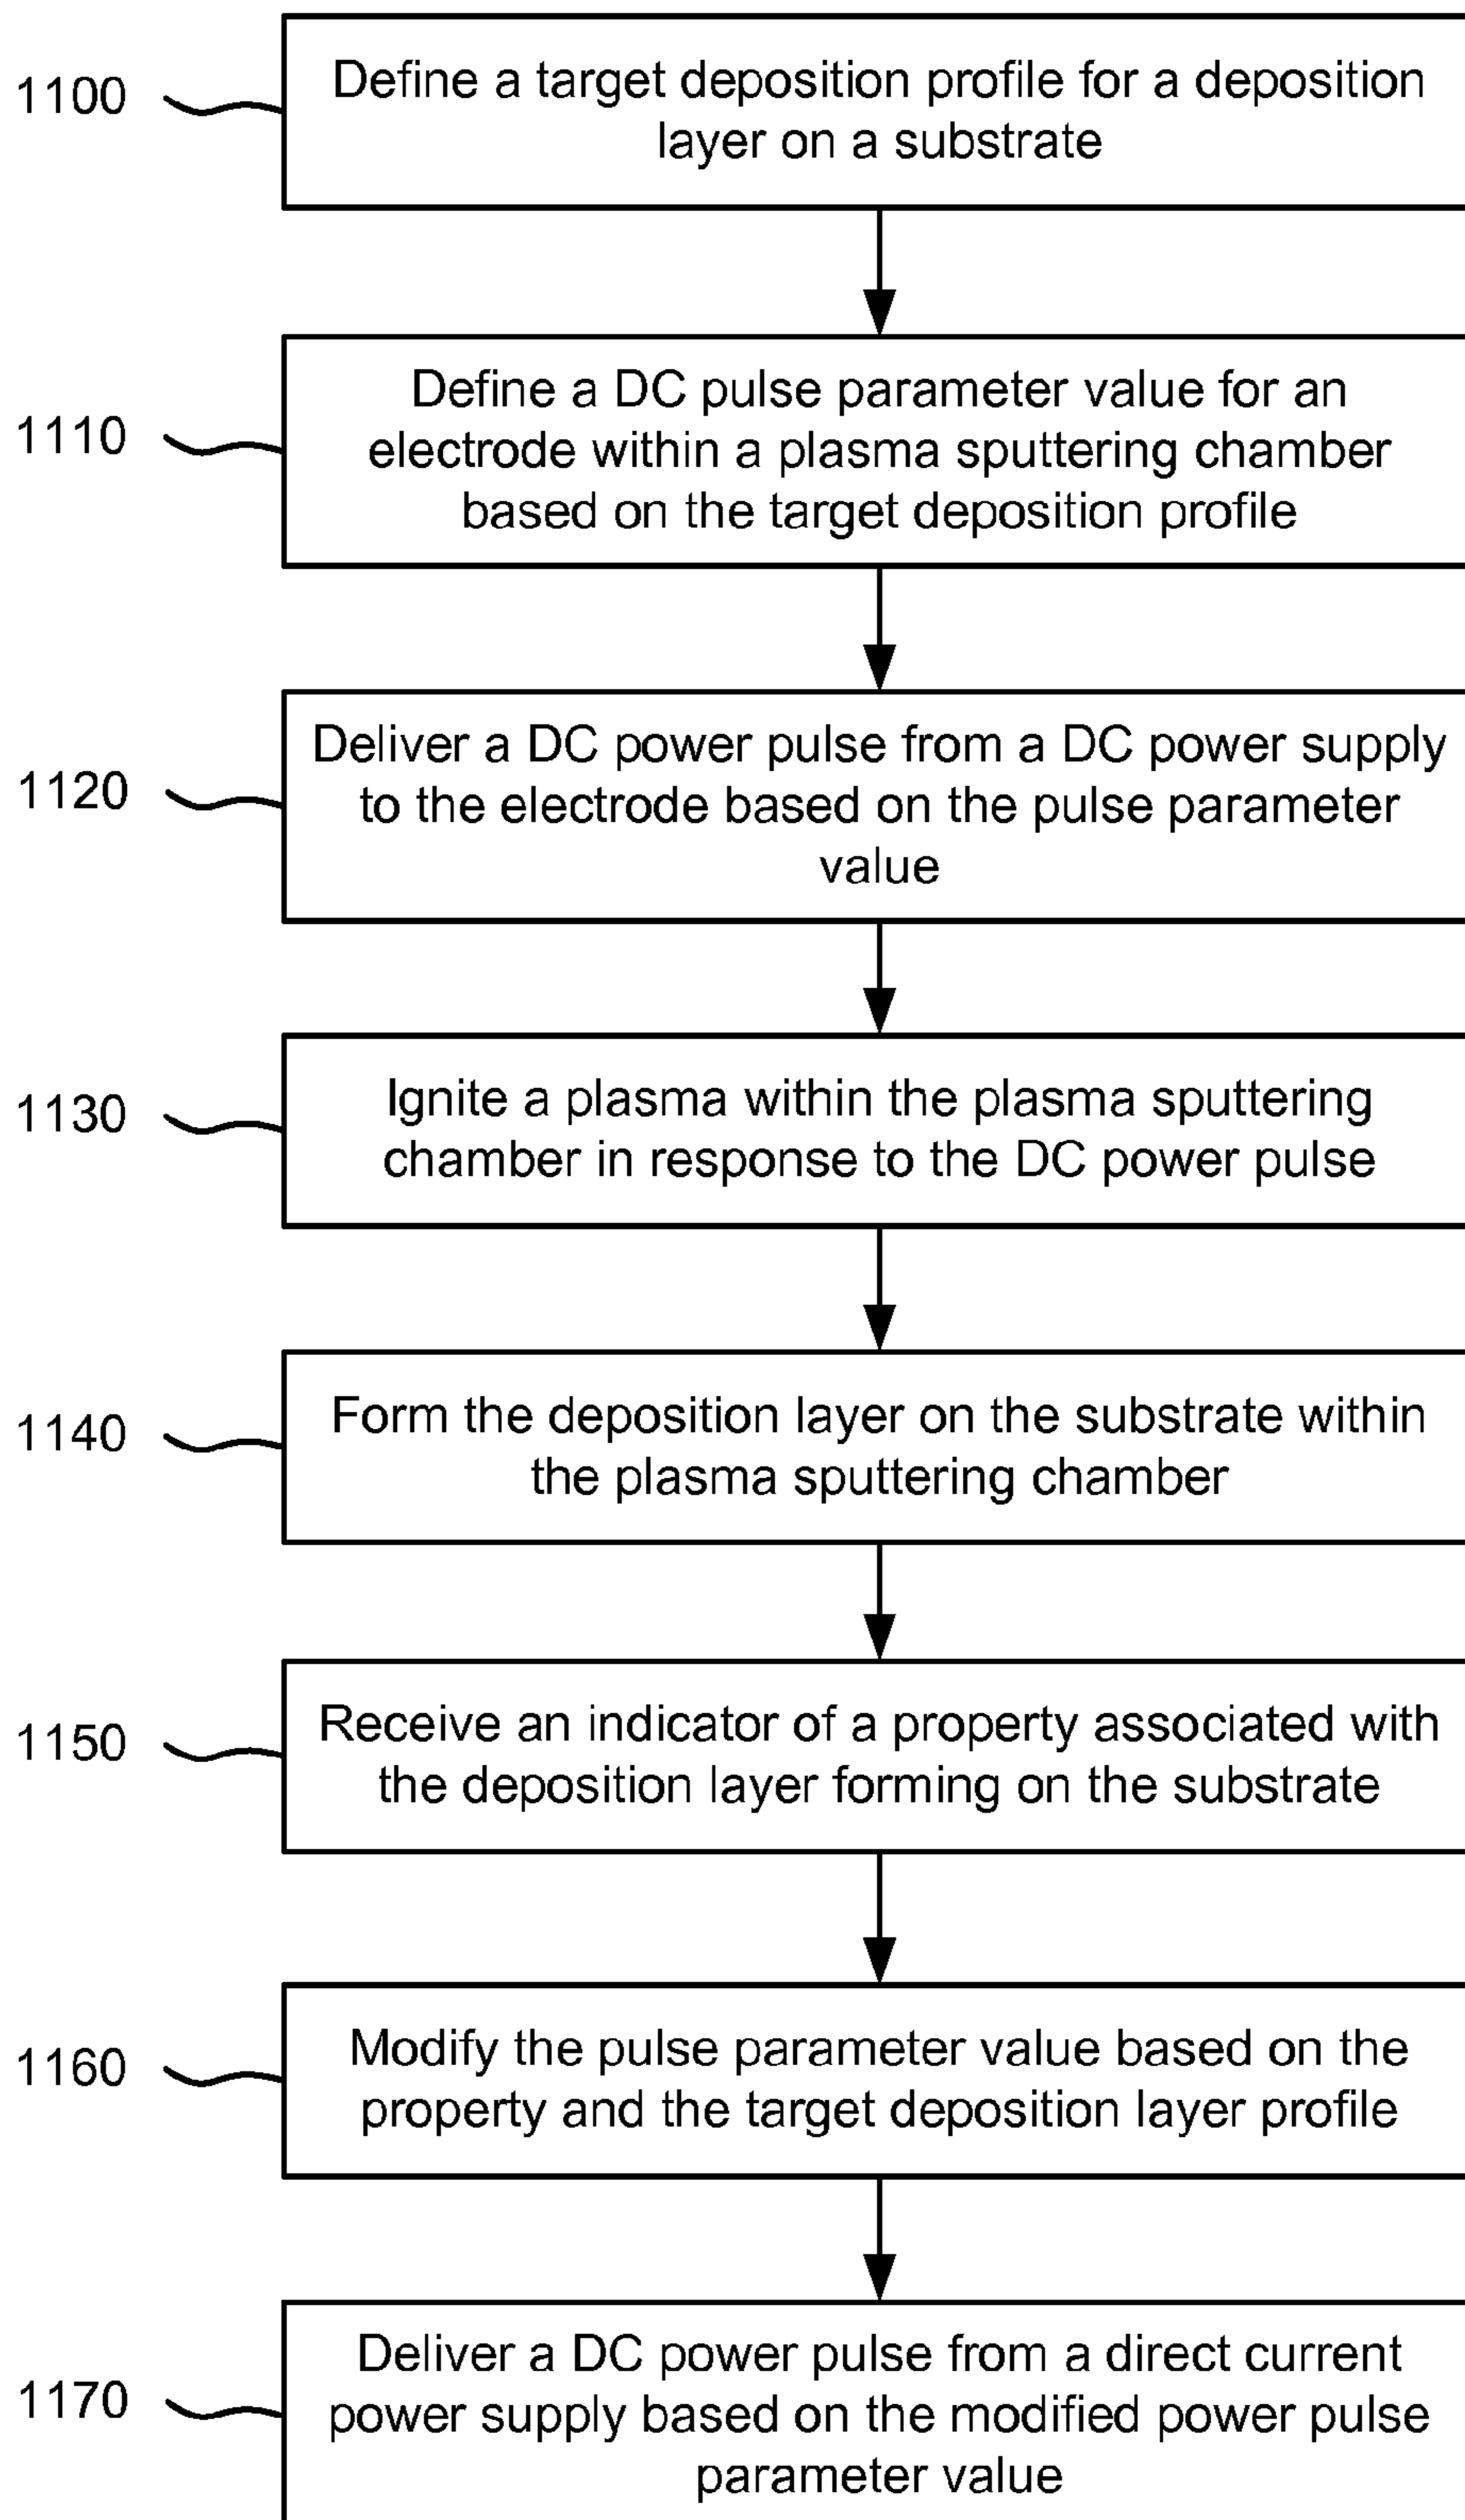 1100
Define a target deposition profile for a deposition
layer on a substrate
1110
Define a DC pulse parameter value for an
electrode within a plasma sputtering chamber
based on the target deposition profile
1120
Deliver a DC power pulse from a DC power supply
to the electrode based on the pulse parameter
value
1130
Ignite a plasma within the plasma sputtering
chamber in response to the DC power pulse
1140
Form the deposition layer on the substrate within
the plasma sputtering chamber
1150
Receive an indicator of a property associated with
the deposition layer forming on the substrate
1160
Modify the pulse parameter value based on the
property and the target deposition layer profile
1170
Deliver a DC power pulse from a direct current
power supply based on the modified power pulse
parameter value